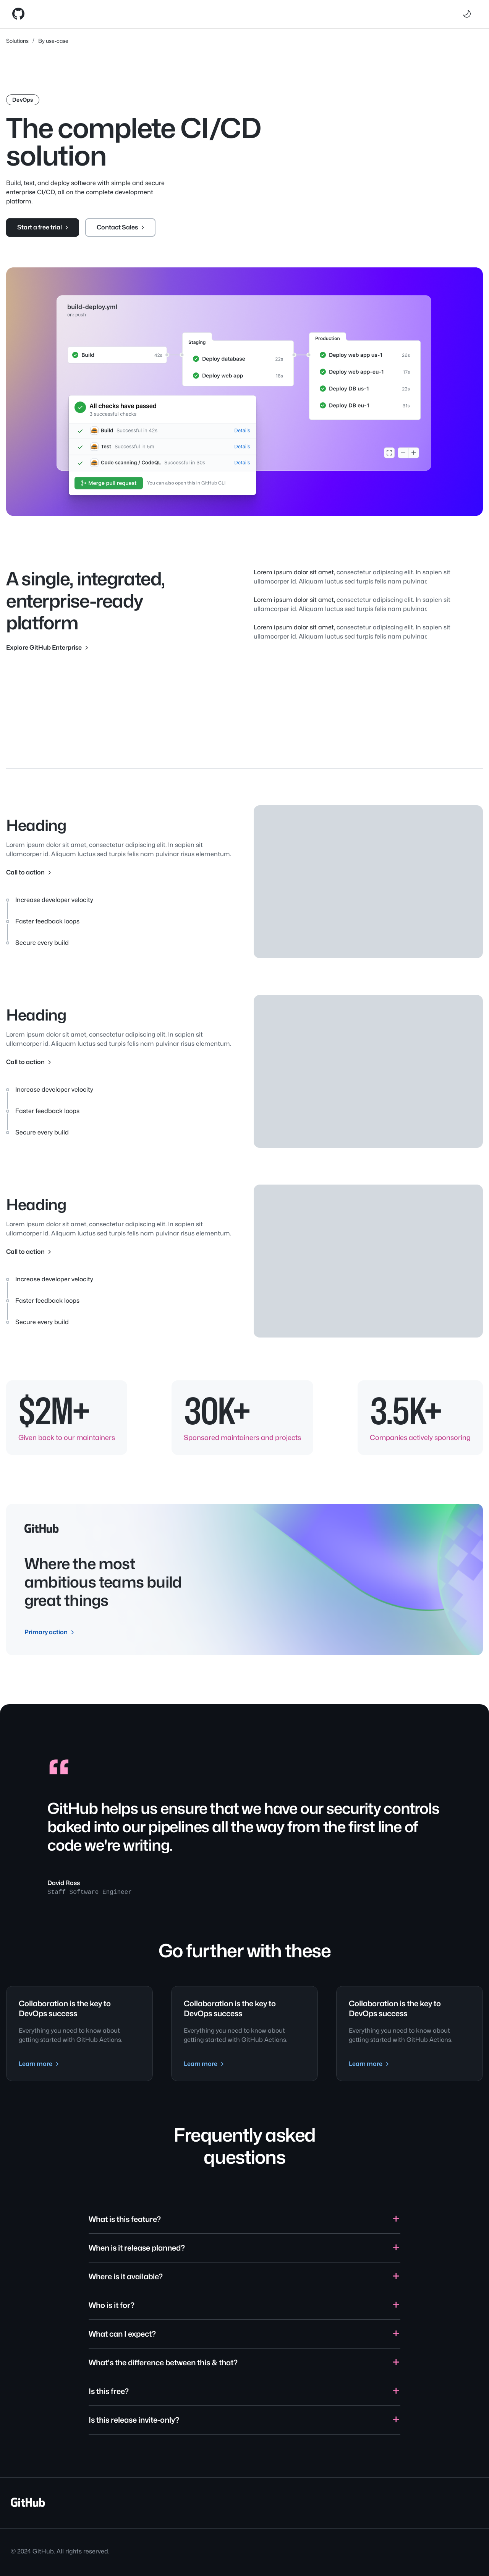 Solutions / By use-case
DevOps
The complete CI/CD
solution
Build, test, and deploy software with simple and secure
enterprise CI/CD, all on the complete development
platform.
Start a free trial
Contact Sales
build-deploy.yml
on: push
Build 42s
Staging
Deploy database 22s
Deploy web app 18s
Production
Deploy web app us-1 26s
Deploy web app-eu-1 17s
Deploy DB us-1 22s
Deploy DB eu-1 31s
All checks have passed
3 successful checks
Build Successful in 42s Details
Test Successful in 5m Details
Code scanning / CodeQL Successful in 30s Details
Merge pull request
You can also open this in GitHub CLI
A single, integrated,
enterprise-ready
platform
Explore GitHub Enterprise
Lorem ipsum dolor sit amet, consectetur adipiscing elit. In sapien sit
ullamcorper id. Aliquam luctus sed turpis felis nam pulvinar.
Lorem ipsum dolor sit amet, consectetur adipiscing elit. In sapien sit
ullamcorper id. Aliquam luctus sed turpis felis nam pulvinar.
Lorem ipsum dolor sit amet, consectetur adipiscing elit. In sapien sit
ullamcorper id. Aliquam luctus sed turpis felis nam pulvinar.
Heading
Lorem ipsum dolor sit amet, consectetur adipiscing elit. In sapien sit
ullamcorper id. Aliquam luctus sed turpis felis nam pulvinar risus elementum.
Call to action
Increase developer velocity
Faster feedback loops
Secure every build
Heading
Lorem ipsum dolor sit amet, consectetur adipiscing elit. In sapien sit
ullamcorper id. Aliquam luctus sed turpis felis nam pulvinar risus elementum.
Call to action
Increase developer velocity
Faster feedback loops
Secure every build
Heading
Lorem ipsum dolor sit amet, consectetur adipiscing elit. In sapien sit
ullamcorper id. Aliquam luctus sed turpis felis nam pulvinar risus elementum.
Call to action
Increase developer velocity
Faster feedback loops
Secure every build
$2M+
Given back to our maintainers
30K+
Sponsored maintainers and projects
3.5K+
Companies actively sponsoring
GitHub
Where the most
ambitious teams build
great things
Primary action
“
GitHub helps us ensure that we have our security controls
baked into our pipelines all the way from the first line of
code we're writing.
David Ross
Staff Software Engineer
Go further with these
Collaboration is the key to
DevOps success
Everything you need to know about
getting started with GitHub Actions.
Learn more
Collaboration is the key to
DevOps success
Everything you need to know about
getting started with GitHub Actions.
Learn more
Collaboration is the key to
DevOps success
Everything you need to know about
getting started with GitHub Actions.
Learn more
Frequently asked
questions
What is this feature?
When is it release planned?
Where is it available?
Who is it for?
What can I expect?
What's the difference between this & that?
Is this free?
Is this release invite-only?
GitHub
© 2024 GitHub. All rights reserved.